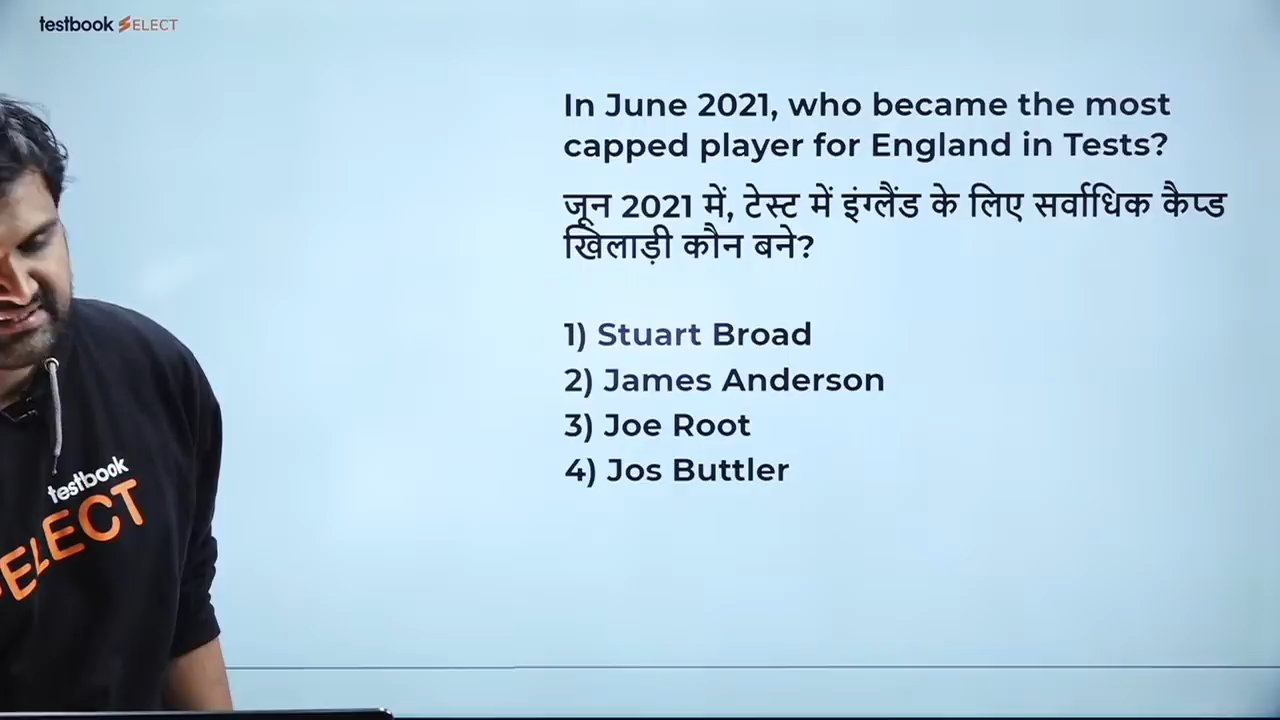 testbook SELECT
In June 2021, who became the most
capped player for England in Tests?
जून 2021 में, टेस्ट में इंग्लैंड के लिए सर्वाधिक कैप्ड
खिलाड़ी कौन बने?
1) Stuart Broad
2) James Anderson
3) Joe Root
4) Jos Buttler
testbook
SELECT